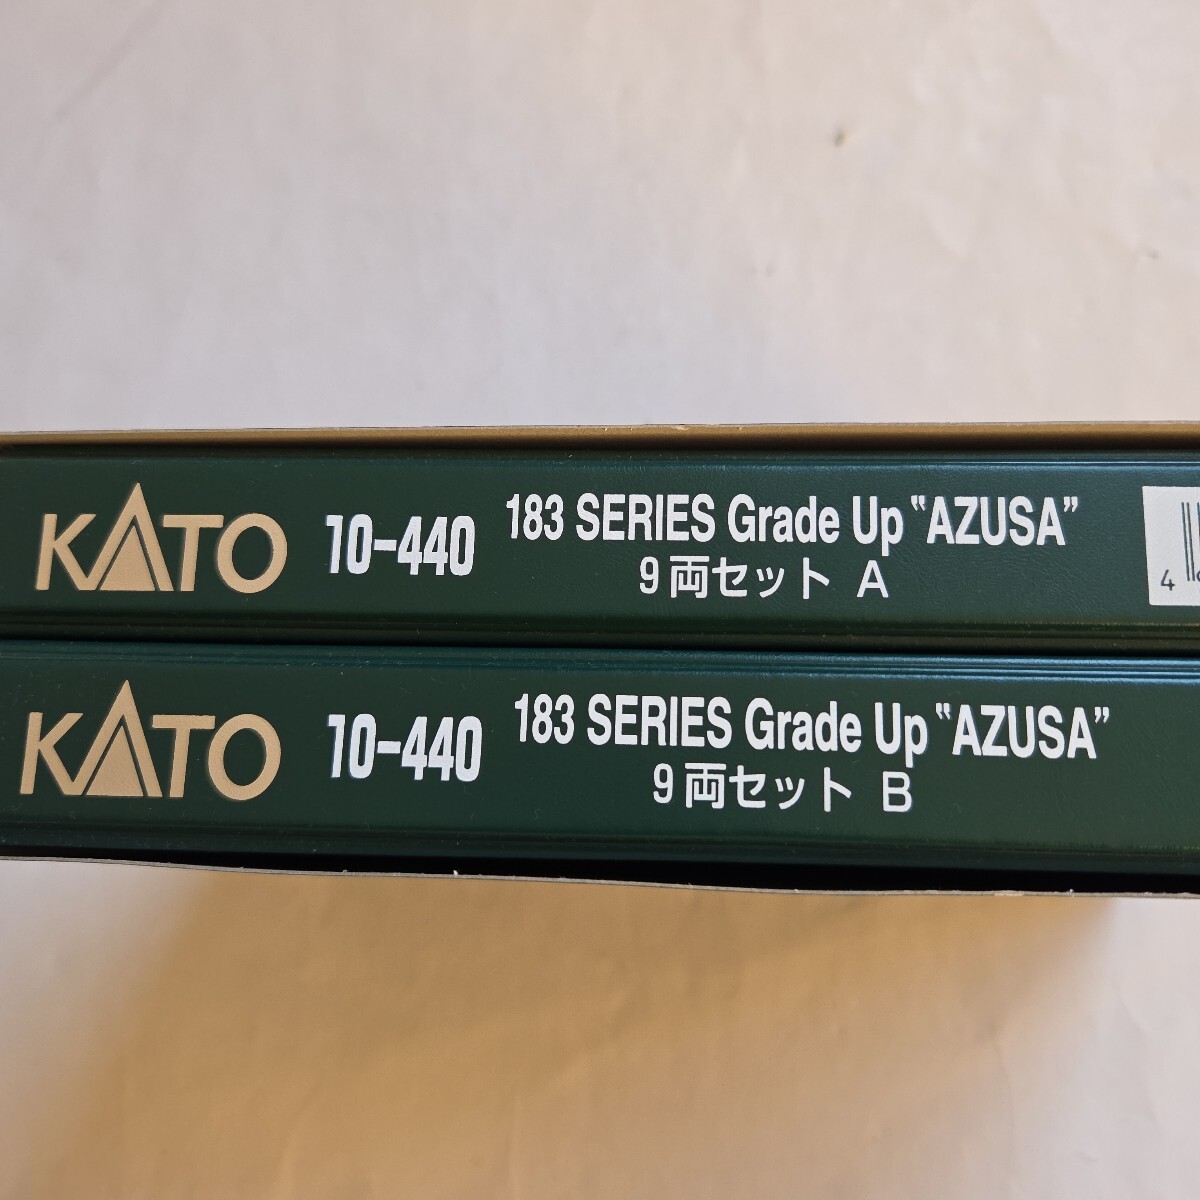 KATO 10-440 183 SERIES Grade Up "AZUSA"
9両セット A
4
KATO 10-440 183 SERIES Grade Up "AZUSA"
9両セット B